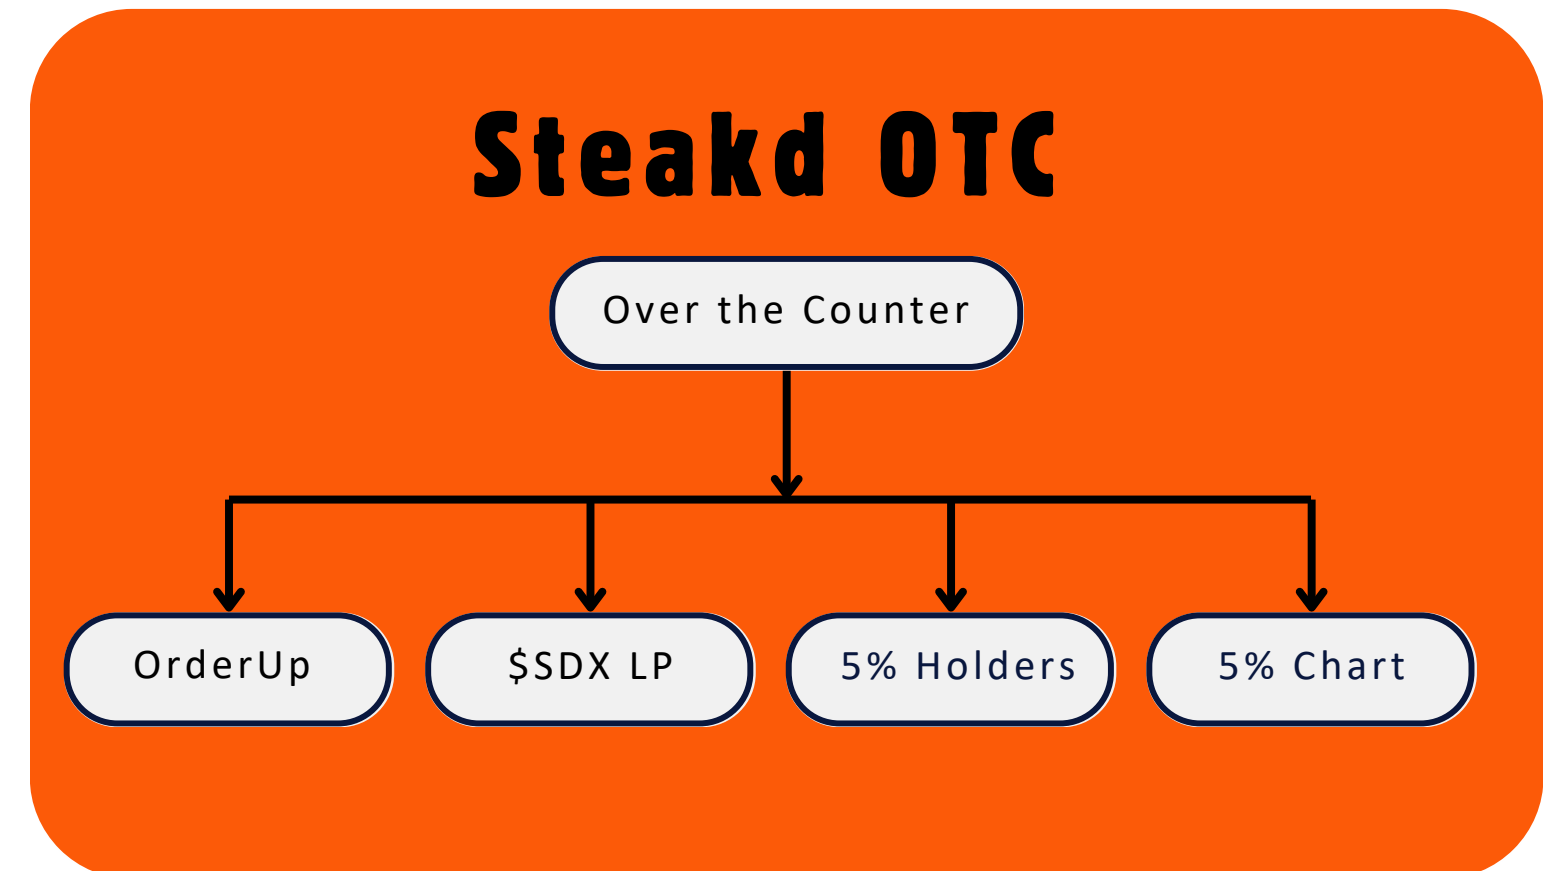 Steakd OTC
Over the Counter
OrderUp
$SDX LP
5% Holders
5% Chart